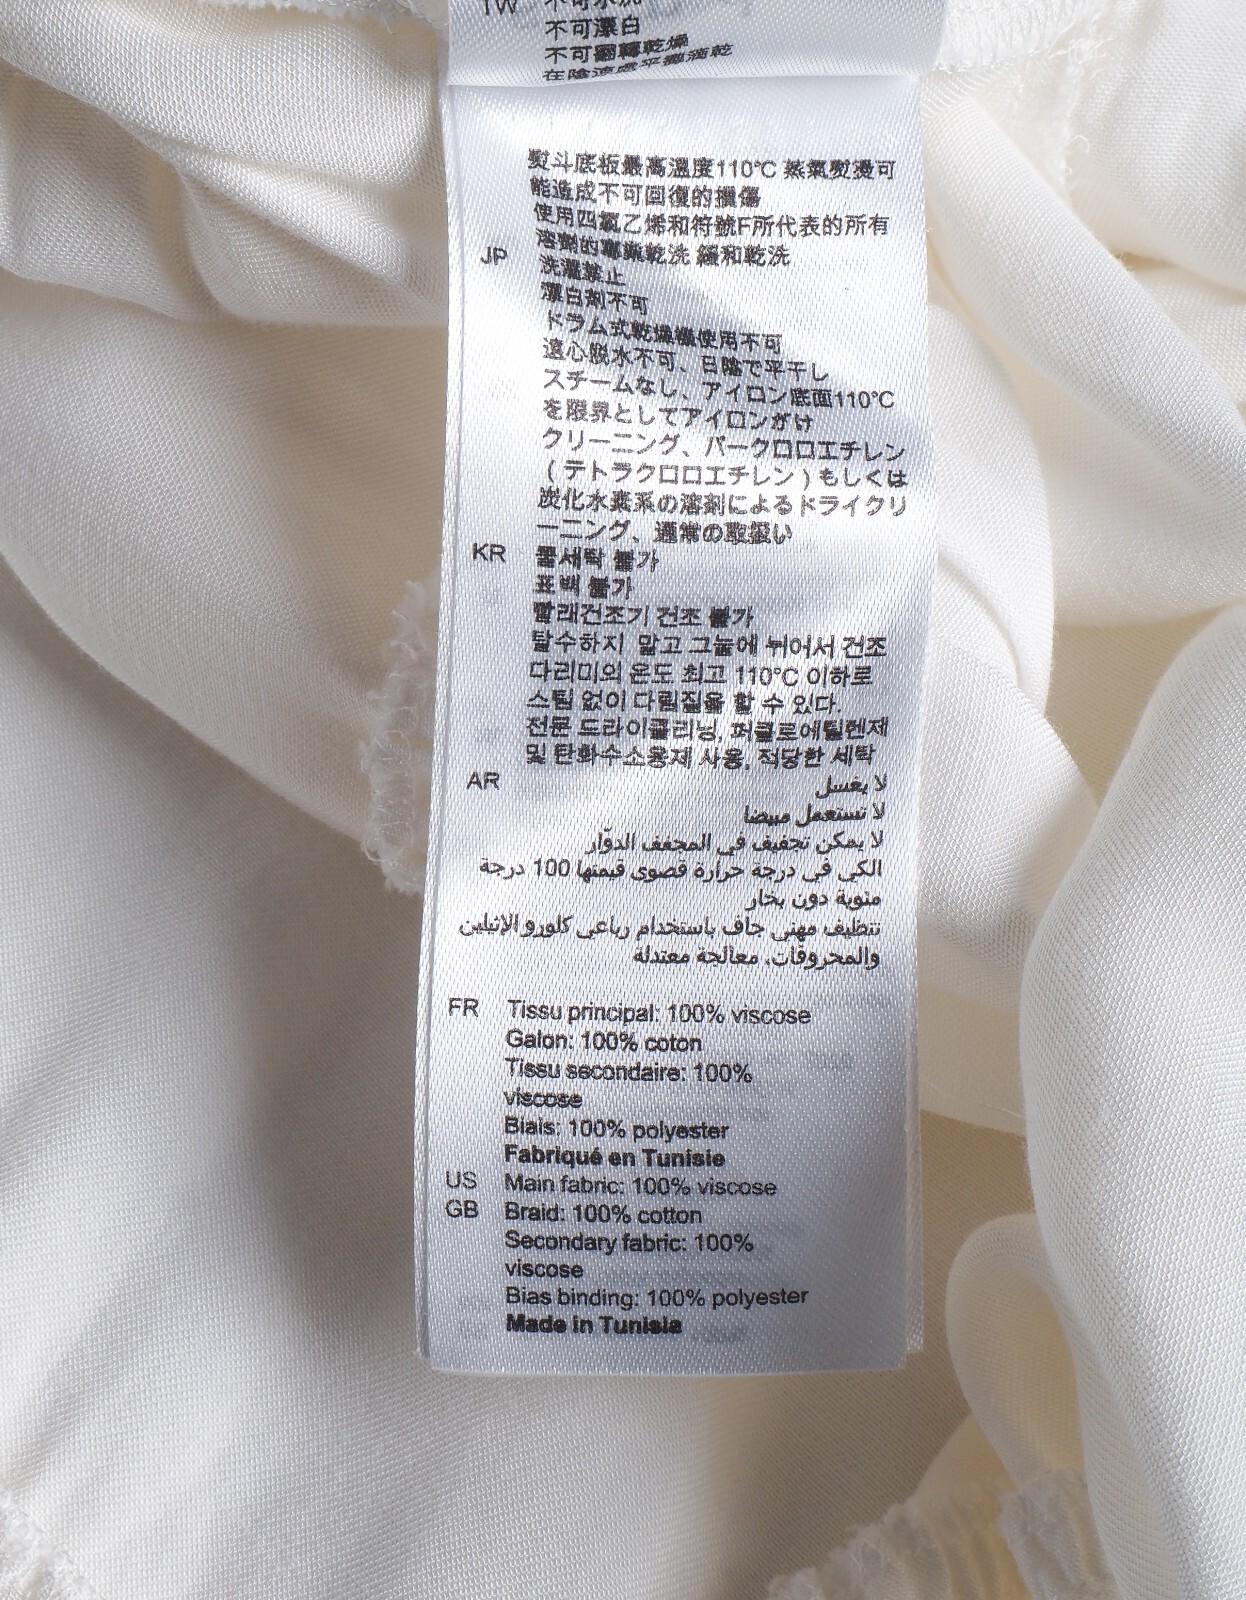 TW 不可水洗
不可漂白
不可翻轉乾燥
在陰涼處平攤滴乾
熨斗底板最高溫度110℃ 蒸氣熨燙可
能造成不可回復的損傷
使用四氯乙烯和符號F所代表的所有
溶劑的專業乾洗 緩和乾洗
JP 洗濯禁止
漂白剤不可
ドラム式乾燥機使用不可
遠心脱水不可、日陰で平干し
スチームなし、アイロン底面110℃
を限界としてアイロンがけ
クリーニング、パークロロエチレン
(テトラクロロエチレン)もしくは
炭化水素系の溶剤によるドライクリ
ーニング、通常の取扱い
KR 물세탁 불가
표백 불가
빨래건조기 건조 불가
탈수하지 말고 그늘에 뉘어서 건조
다리미의 온도 최고 110℃ 이하로
스팀 없이 다림질을 할 수 있다.
전문 드라이클리닝, 퍼클로에틸렌제
및 탄화수소용제 사용, 적당한 세탁
AR لا يغسل
لا تستعمل مبيضا
لا يمكن تجفيف في المجفف الدوّار
الكي في درجة حرارة قصوى قيمتها 100 درجة
مئوية دون بخار
تنظيف مهني جاف باستخدام رباعي كلورو الإثيلين
والمحروقات، معالجة معتدلة
FR Tissu principal: 100% viscose
Galon: 100% coton
Tissu secondaire: 100%
viscose
Biais: 100% polyester
Fabriqué en Tunisie
US Main fabric: 100% viscose
GB Braid: 100% cotton
Secondary fabric: 100%
viscose
Bias binding: 100% polyester
Made in Tunisia